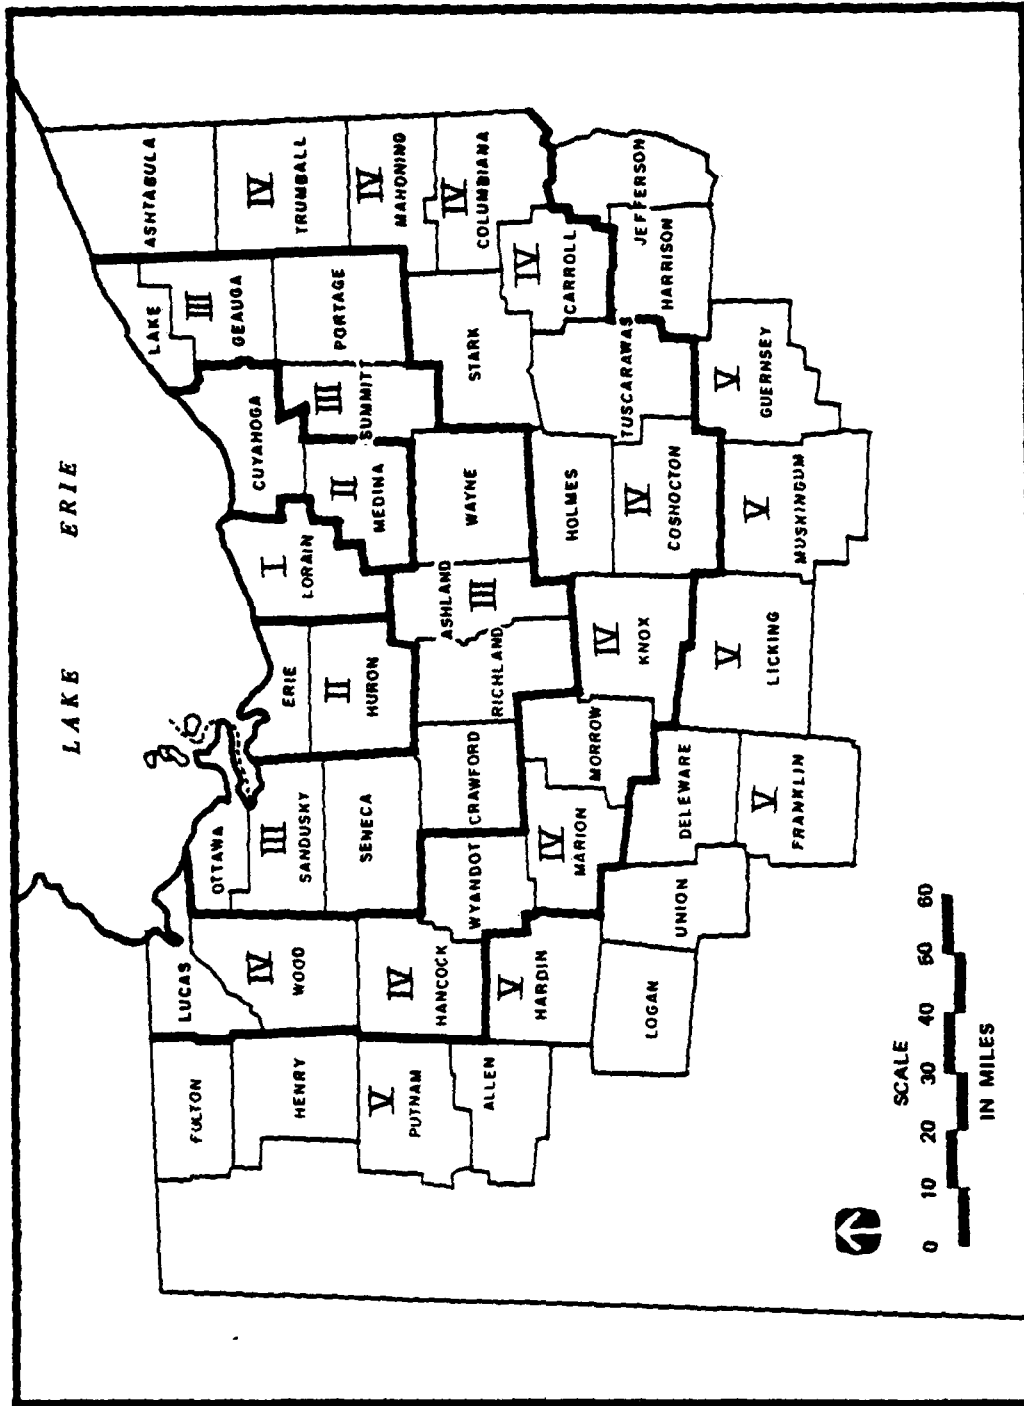 LAKE ERIE
ASHTABULA
IV
TRUMBALL
IV
MAHONING
IV
COLUMBIANA
LAKE
III
GEAUGA
PORTAGE
IV
CARROLL
JEFFERSON
HARRISON
CUYAHOGA
III
SUMMIT
STARK
TUSCARAWAS
V
GUERNSEY
II
MEDINA
WAYNE
HOLMES
IV
COSHOCTON
V
MUSKINGUM
I
LORAIN
ASHLAND
III
ERIE
II
HURON
RICHLAND
IV
KNOX
V
LICKING
OTTAWA
III
SANDUSKY
SENECA
CRAWFORD
MORROW
DELEWARE
V
FRANKLIN
WYANDOT
IV
MARION
UNION
LUCAS
IV
WOOD
IV
HANCOCK
V
HARDIN
LOGAN
FULTON
HENRY
V
PUTNAM
ALLEN
SCALE
0 10 20 30 40 50 60
IN MILES